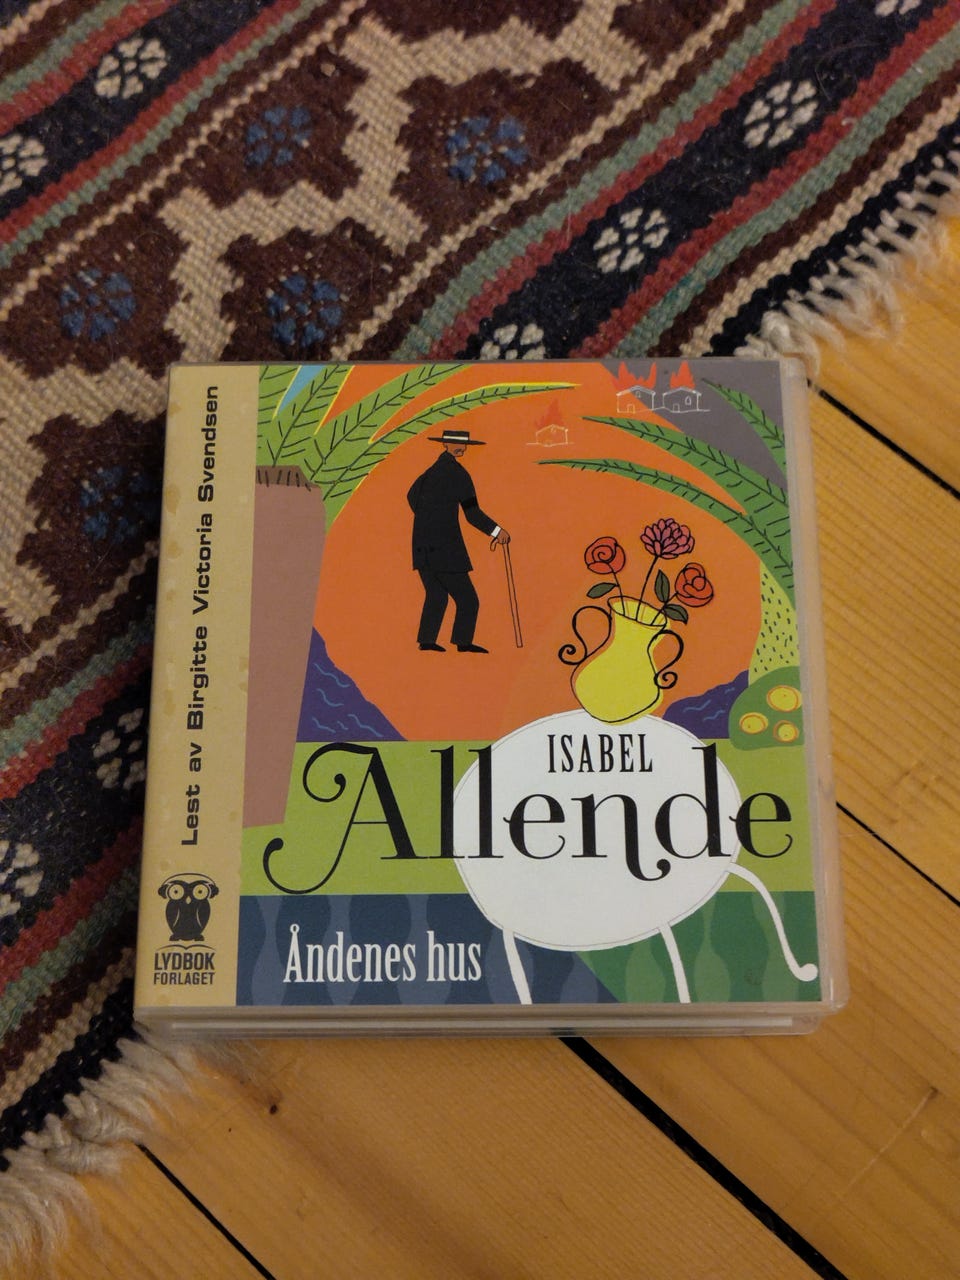 Lest av Birgitte Victoria Svendsen
LYDBOK
FORLAGET
ISABEL
Allende
Åndenes hus